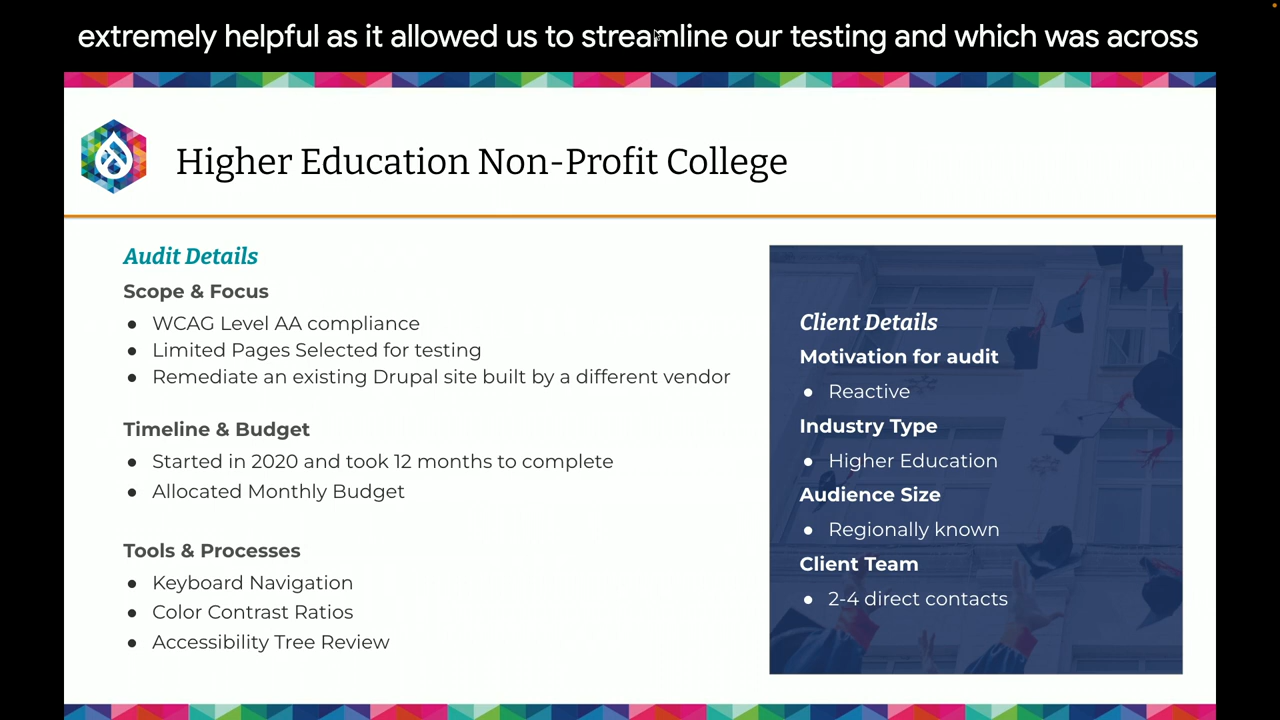 extremely helpful as it allowed us to streamline our testing and which was across
Higher Education Non-Profit College
Audit Details
Scope & Focus
● WCAG Level AA compliance
● Limited Pages Selected for testing
● Remediate an existing Drupal site built by a different vendor
Timeline & Budget
● Started in 2020 and took 12 months to complete
● Allocated Monthly Budget
Tools & Processes
● Keyboard Navigation
● Color Contrast Ratios
● Accessibility Tree Review
Client Details
Motivation for audit
● Reactive
Industry Type
● Higher Education
Audience Size
● Regionally known
Client Team
● 2-4 direct contacts